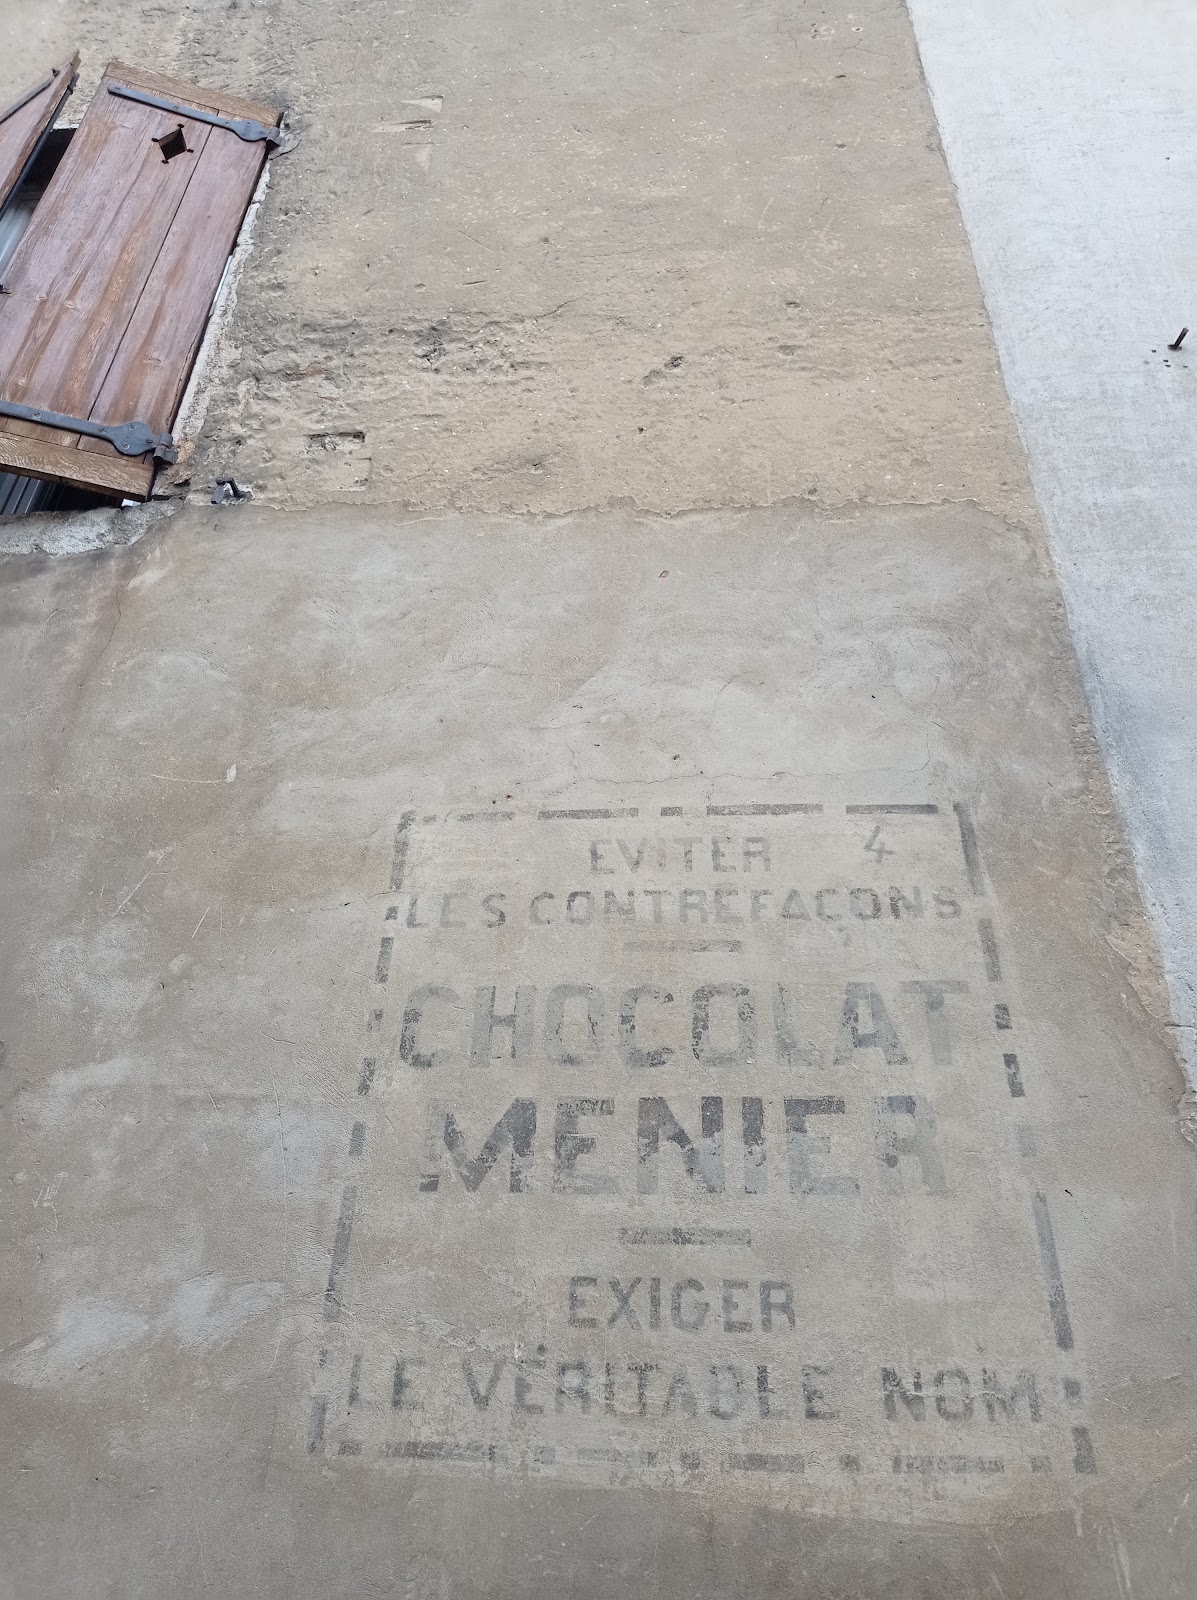 EVITER 4
LES CONTREFAÇONS
CHOCOLAT
MENIER
EXIGER
LE VÉRITABLE NOM